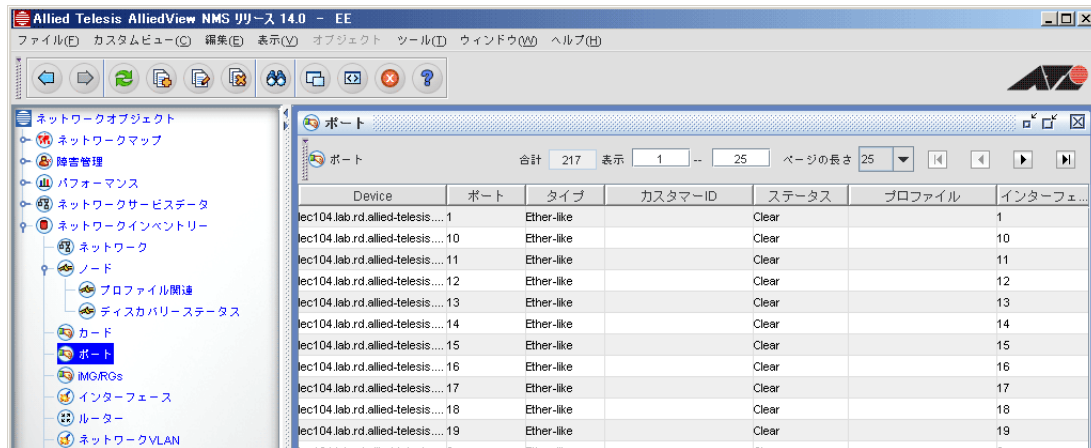 Allied Telesis AlliedView NMS リリース 14.0 - EE
ファイル(F) カスタムビュー(C) 編集(E) 表示(V) オブジェクト ツール(T) ウィンドウ(W) ヘルプ(H)
ネットワークオブジェクト
ネットワークマップ
障害管理
パフォーマンス
ネットワークサービスデータ
ネットワークインベントリー
ネットワーク
ノード
プロファイル関連
ディスカバリーステータス
カード
ポート
iMG/RGs
インターフェース
ルーター
ネットワークVLAN
ポート
ポート 合計 217 表示 1 -- 25 ページの長さ 25
Device ポート タイプ カスタマーID ステータス プロファイル インターフェ...
lec104.lab.rd.allied-telesis.... 1 Ether-like Clear 1
lec104.lab.rd.allied-telesis.... 10 Ether-like Clear 10
lec104.lab.rd.allied-telesis.... 11 Ether-like Clear 11
lec104.lab.rd.allied-telesis.... 12 Ether-like Clear 12
lec104.lab.rd.allied-telesis.... 13 Ether-like Clear 13
lec104.lab.rd.allied-telesis.... 14 Ether-like Clear 14
lec104.lab.rd.allied-telesis.... 15 Ether-like Clear 15
lec104.lab.rd.allied-telesis.... 16 Ether-like Clear 16
lec104.lab.rd.allied-telesis.... 17 Ether-like Clear 17
lec104.lab.rd.allied-telesis.... 18 Ether-like Clear 18
lec104.lab.rd.allied-telesis.... 19 Ether-like Clear 19